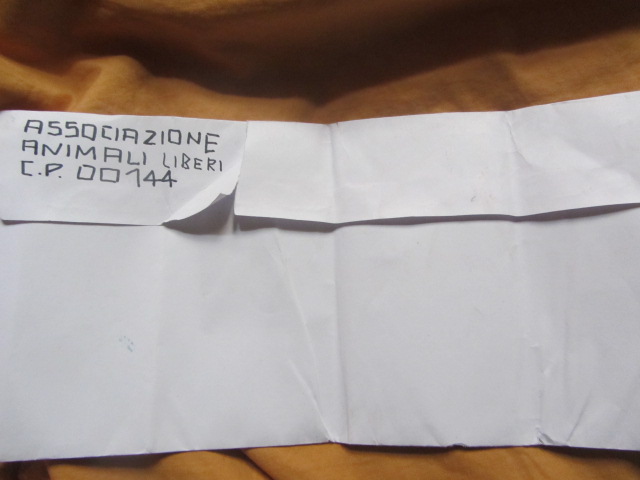 ASSOCIAZIONE
ANIMALI LIBERI
C.P. 00144